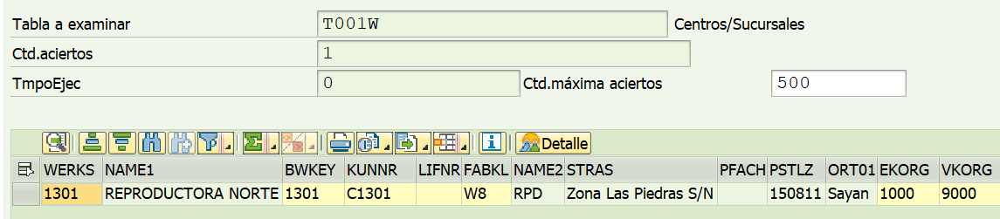 Tabla a examinar T001W Centros/Sucursales
Ctd.aciertos 1
TmpoEjec 0 Ctd.máxima aciertos 500
Detalle
WERKS NAME1 BWKEY KUNNR LIFNR FABKL NAME2 STRAS PFACH PSTLZ ORT01 EKORG VKORG
1301 REPRODUCTORA NORTE 1301 C1301 W8 RPD Zona Las Piedras S/N 150811 Sayan 1000 9000